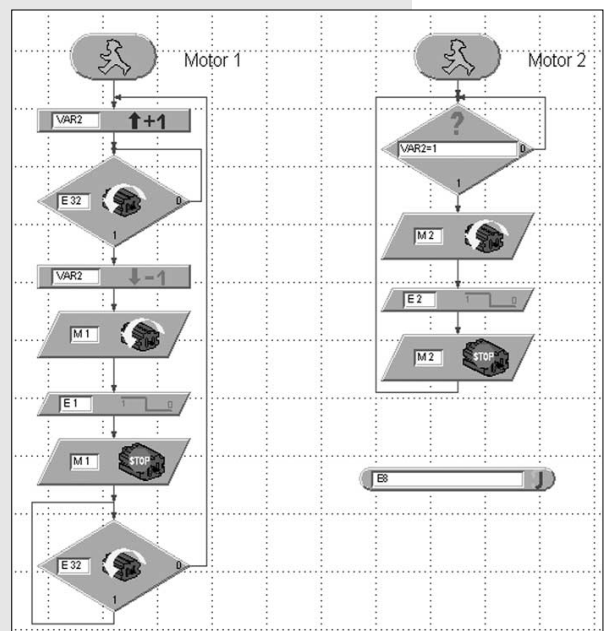 Motor 1
VAR2 +1
E 32 0
1
VAR2 -1
M 1
E 1 1 0
M 1 STOP
E 32 0
1
Motor 2
?
VAR2=1 0
1
M 2
E 2 1 0
M 2 STOP
E8